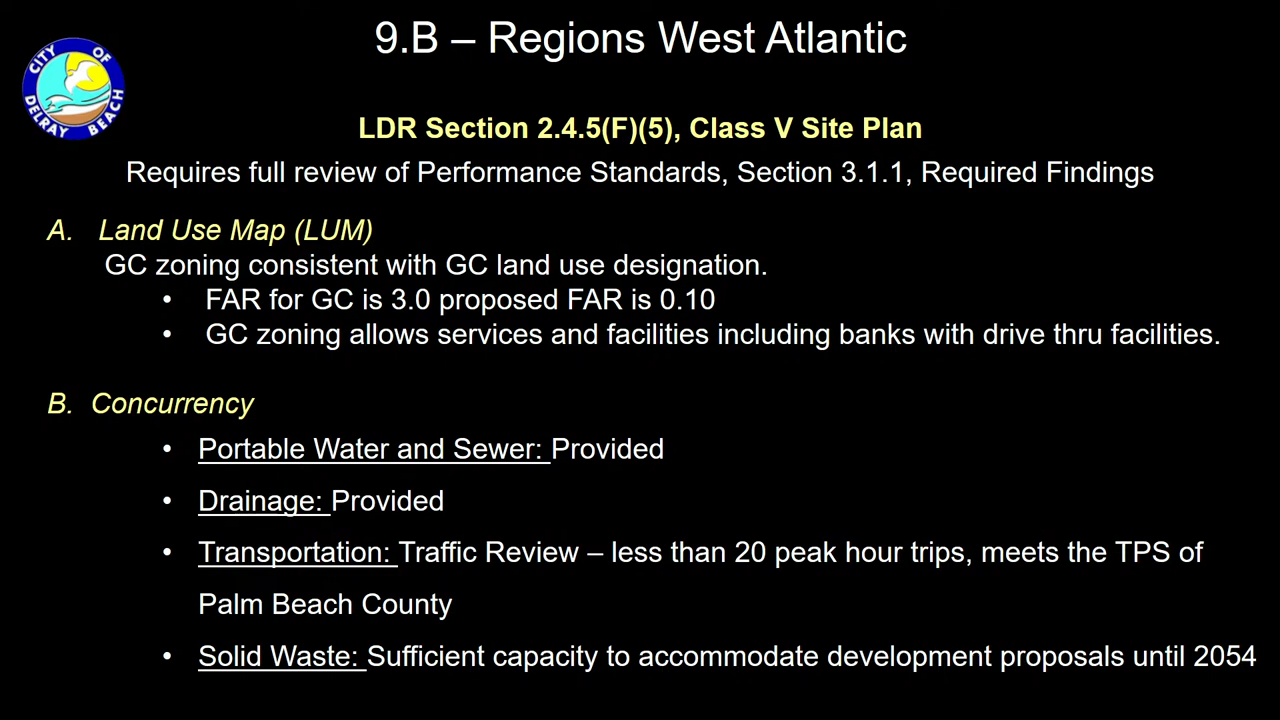 9.B – Regions West Atlantic
CITY OF
DELRAY BEACH
LDR Section 2.4.5(F)(5), Class V Site Plan
Requires full review of Performance Standards, Section 3.1.1, Required Findings
A. Land Use Map (LUM)
GC zoning consistent with GC land use designation.
• FAR for GC is 3.0 proposed FAR is 0.10
• GC zoning allows services and facilities including banks with drive thru facilities.
B. Concurrency
• Portable Water and Sewer: Provided
• Drainage: Provided
• Transportation: Traffic Review – less than 20 peak hour trips, meets the TPS of
Palm Beach County
• Solid Waste: Sufficient capacity to accommodate development proposals until 2054